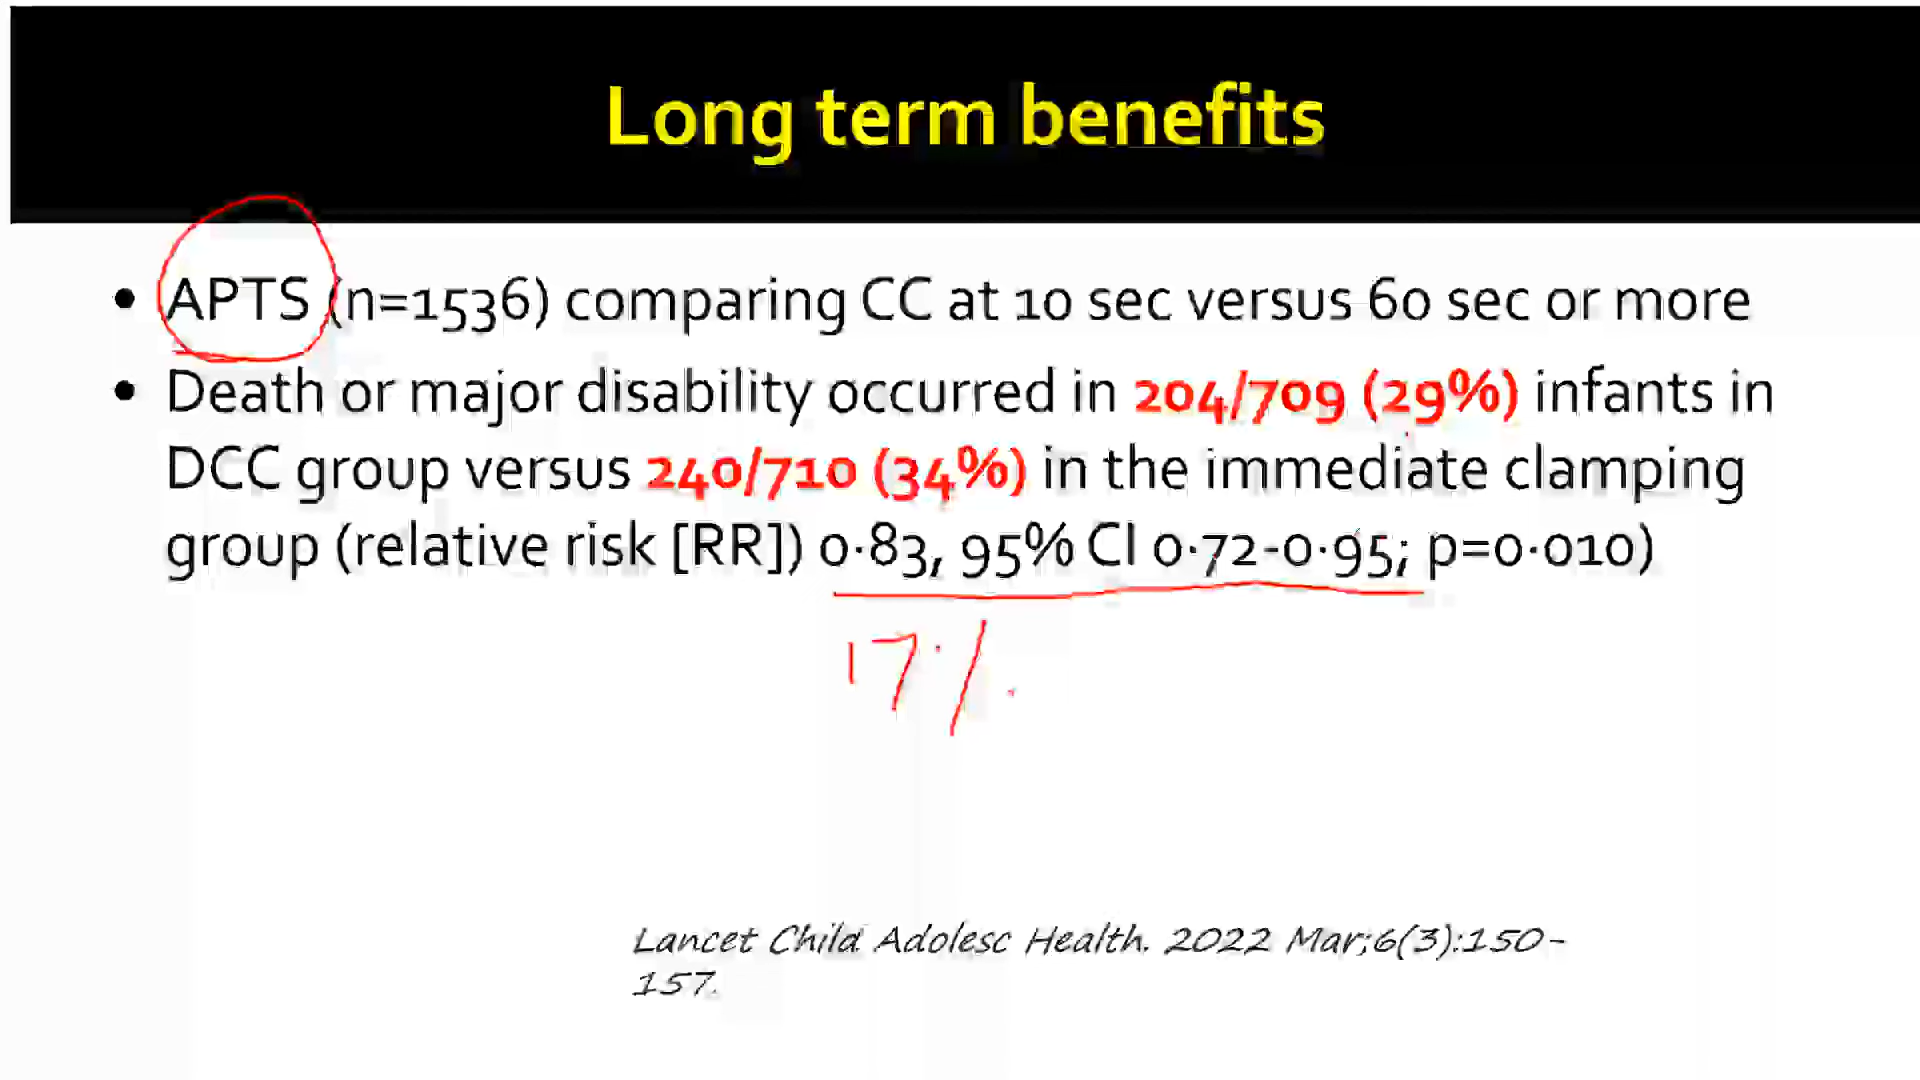 Long term benefits
• APTS (n=1536) comparing CC at 10 sec versus 60 sec or more
• Death or major disability occurred in 204/709 (29%) infants in
DCC group versus 240/710 (34%) in the immediate clamping
group (relative risk [RR]) 0·83, 95% CI 0·72-0·95; p=0·010)
17%
Lancet Child Adolesc Health. 2022 Mar;6(3):150-
157.